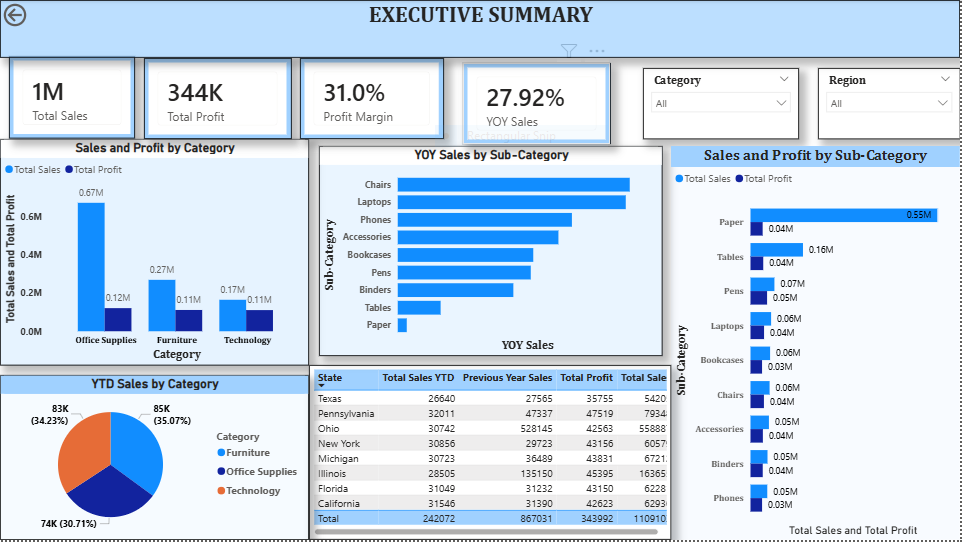 EXECUTIVE SUMMARY
1M
Total Sales
344K
Total Profit
31.0%
Profit Margin
27.92%
YOY Sales
Rectangular Snip
Category
All
Region
All
Sales and Profit by Category
Total Sales Total Profit
Total Sales and Total Profit
0.6M
0.4M
0.2M
0.0M
0.67M
0.12M
0.27M
0.11M
0.17M
0.11M
Office Supplies
Furniture
Technology
Category
YOY Sales by Sub-Category
Sub-Category
Chairs
Laptops
Phones
Accessories
Bookcases
Pens
Binders
Tables
Paper
YOY Sales
Sales and Profit by Sub-Category
Total Sales Total Profit
Sub-Category
Paper 0.55M
0.04M
Tables 0.16M
0.04M
Pens 0.07M
0.05M
Laptops 0.06M
0.04M
Bookcases 0.06M
0.03M
Chairs 0.06M
0.04M
Accessories 0.05M
0.04M
Binders 0.05M
0.04M
Phones 0.05M
0.03M
Total Sales and Total Profit
YTD Sales by Category
83K
(34.23%)
85K
(35.07%)
74K (30.71%)
Category
Furniture
Office Supplies
Technology
State Total Sales YTD Previous Year Sales Total Profit Total Sale
Texas 26640 27565 35755 5420
Pennsylvania 32011 47337 47519 7934
Ohio 30742 528145 42563 55888
New York 30856 29723 43156 6057
Michigan 30723 36489 43831 6721
Illinois 28505 135150 45395 16365
Florida 31049 31232 43150 6228
California 31546 31390 42623 6293
Total 242072 867031 343992 110910